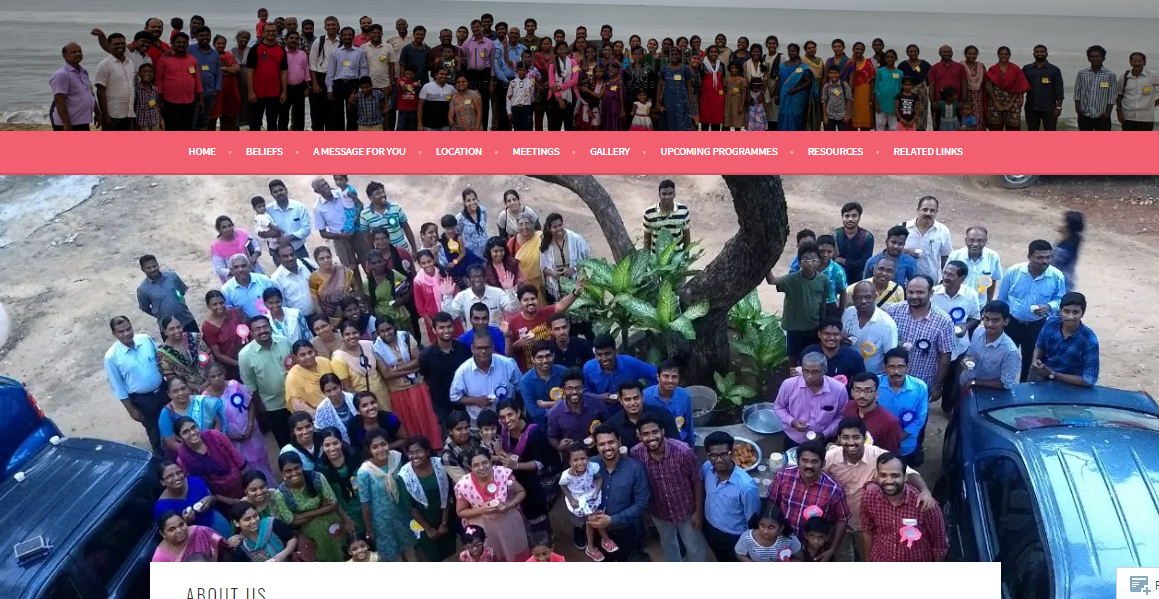 HOME • BELIEFS • A MESSAGE FOR YOU • LOCATION • MEETINGS • GALLERY • UPCOMING PROGRAMMES • RESOURCES • RELATED LINKS
ABOUT US